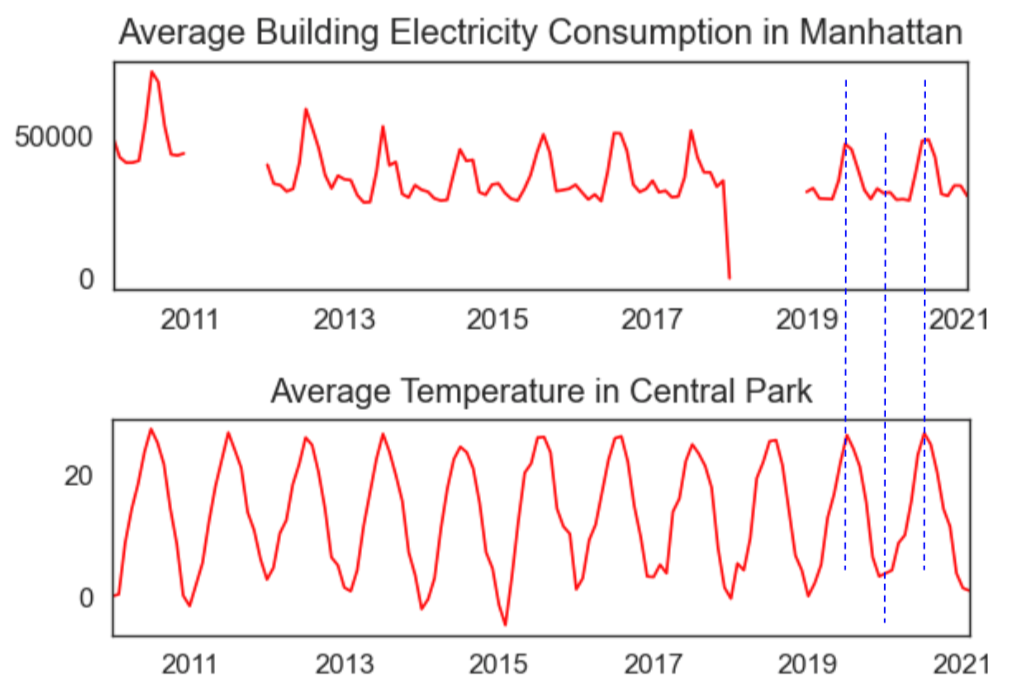 Average Building Electricity Consumption in Manhattan
50000
0
2011 2013 2015 2017 2019 2021
Average Temperature in Central Park
20
0
2011 2013 2015 2017 2019 2021